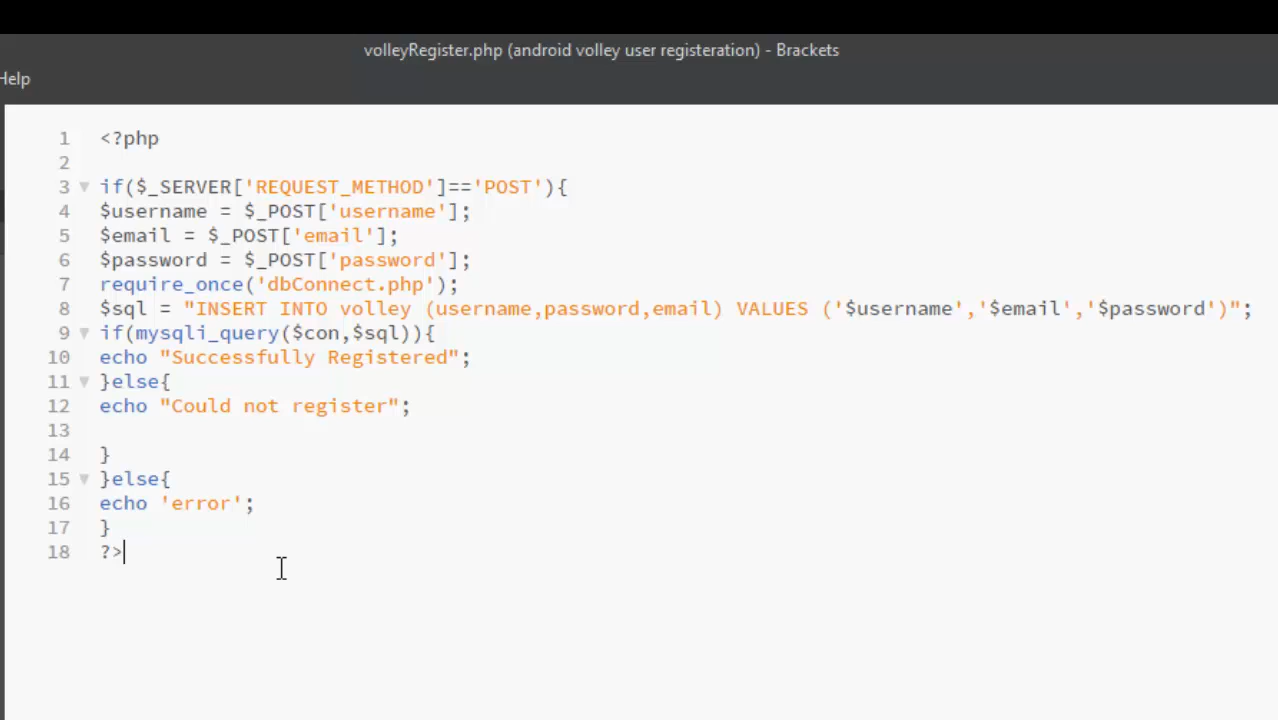 volleyRegister.php (android volley user registeration) - Brackets
Help
1 <?php
2
3 if($_SERVER['REQUEST_METHOD']=='POST'){
4 $username = $_POST['username'];
5 $email = $_POST['email'];
6 $password = $_POST['password'];
7 require_once('dbConnect.php');
8 $sql = "INSERT INTO volley (username,password,email) VALUES ('$username','$email','$password')";
9 if(mysqli_query($con,$sql)){
10 echo "Successfully Registered";
11 }else{
12 echo "Could not register";
13
14 }
15 }else{
16 echo 'error';
17 }
18 ?>